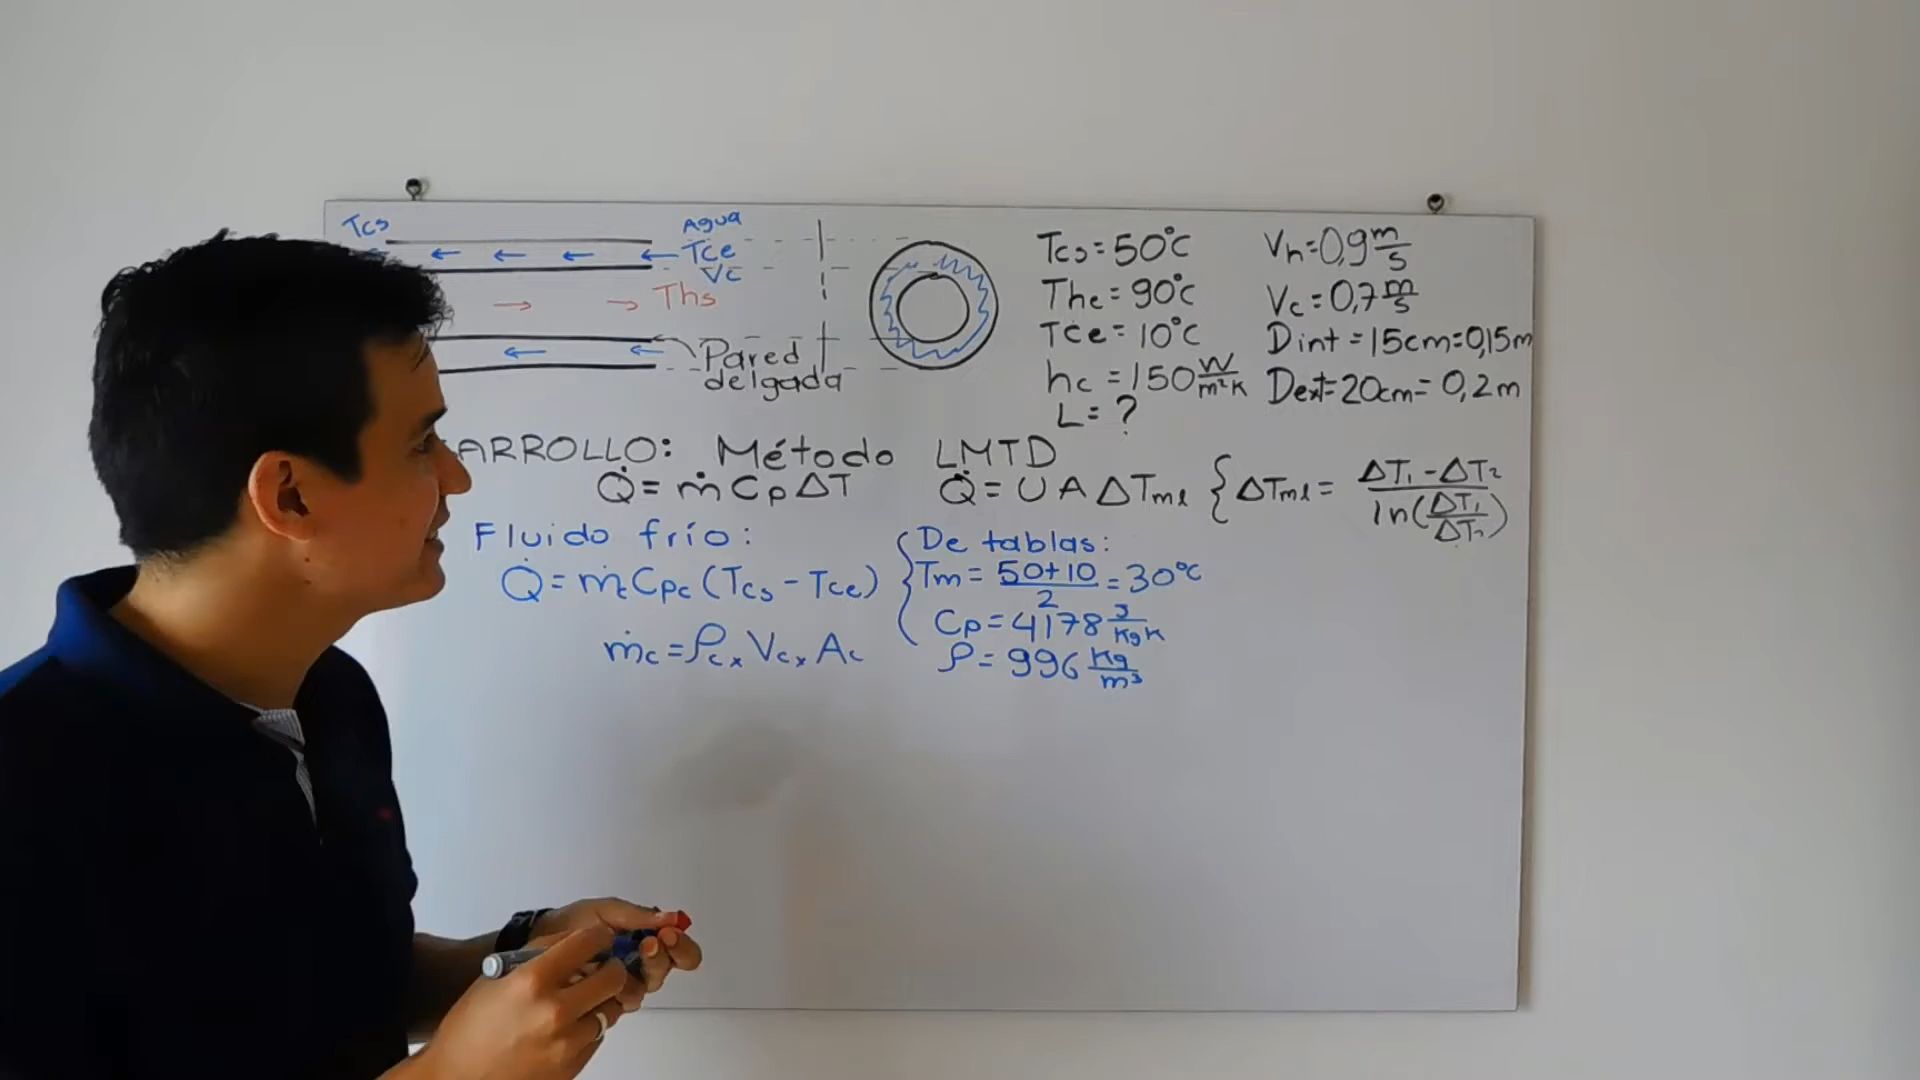 Tcs
Agua
Tce
Vc
Ths
Pared
delgada
Tcs = 50°C
The = 90°C
Tce = 10°C
hc = 150 W/m²K
L = ?
Vh = 0,9 m/s
Vc = 0,7 m/s
Dint = 15cm = 0,15m
Dext = 20cm = 0,2m
ARROLLO: Método LMTD
Q̇ = ṁ Cp ΔT Q̇ = U A ΔTml { ΔTml = (ΔT1 - ΔT2) / ln(ΔT1/ΔT2)
Fluido frío:
Q̇ = ṁc Cpc (Tcs - Tce)
ṁc = ρc x Vc x Ac
De tablas:
Tm = (50+10)/2 = 30°C
Cp = 4178 J/KgK
ρ = 996 Kg/m³